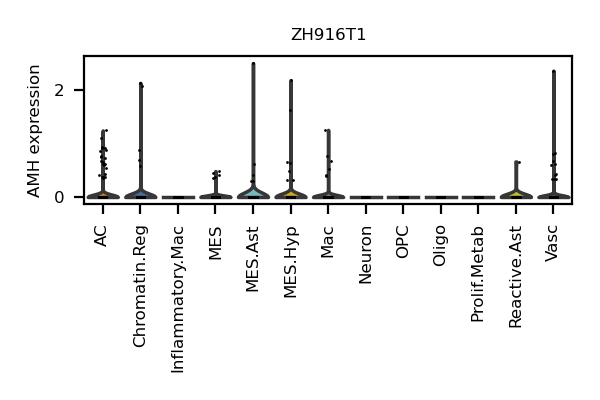 ZH916T1
AMH expression
2
0
AC
Chromatin.Reg
Inflammatory.Mac
MES
MES.Ast
MES.Hyp
Mac
Neuron
OPC
Oligo
Prolif.Metab
Reactive.Ast
Vasc